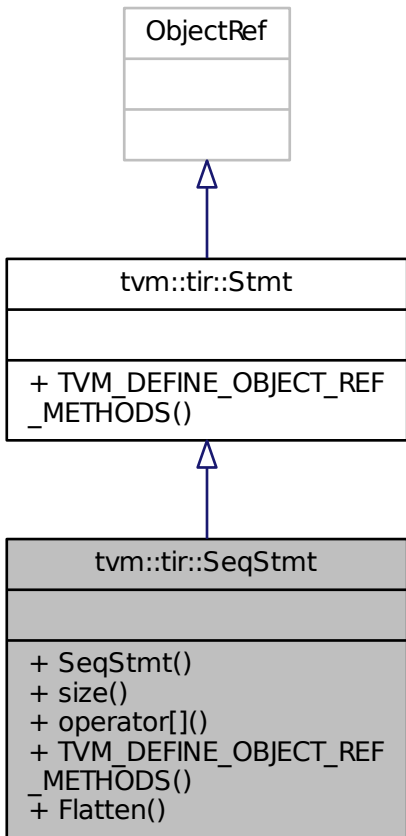 ObjectRef
tvm::tir::Stmt
+ TVM_DEFINE_OBJECT_REF
_METHODS()
tvm::tir::SeqStmt
+ SeqStmt()
+ size()
+ operator[]()
+ TVM_DEFINE_OBJECT_REF
_METHODS()
+ Flatten()